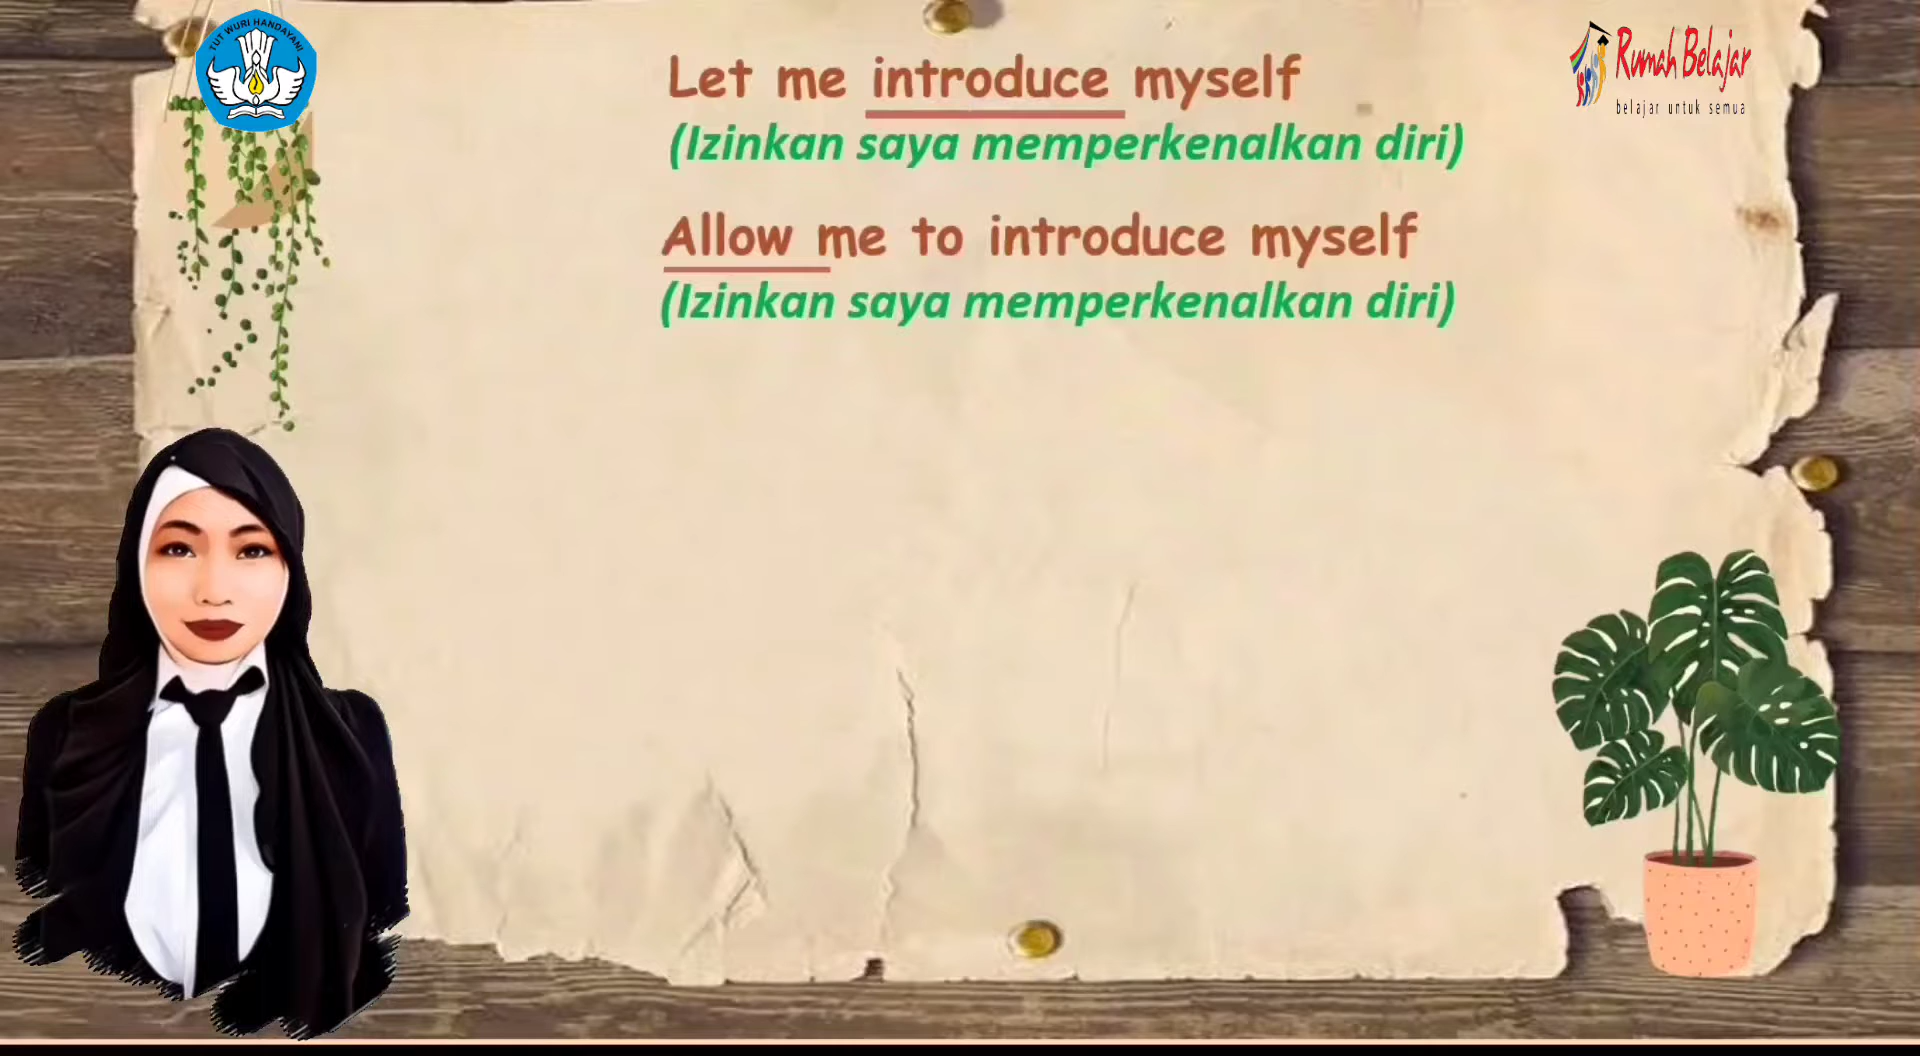 TUT WURI HANDAYANI
Rumah Belajar
belajar untuk semua
Let me introduce myself
(Izinkan saya memperkenalkan diri)
Allow me to introduce myself
(Izinkan saya memperkenalkan diri)